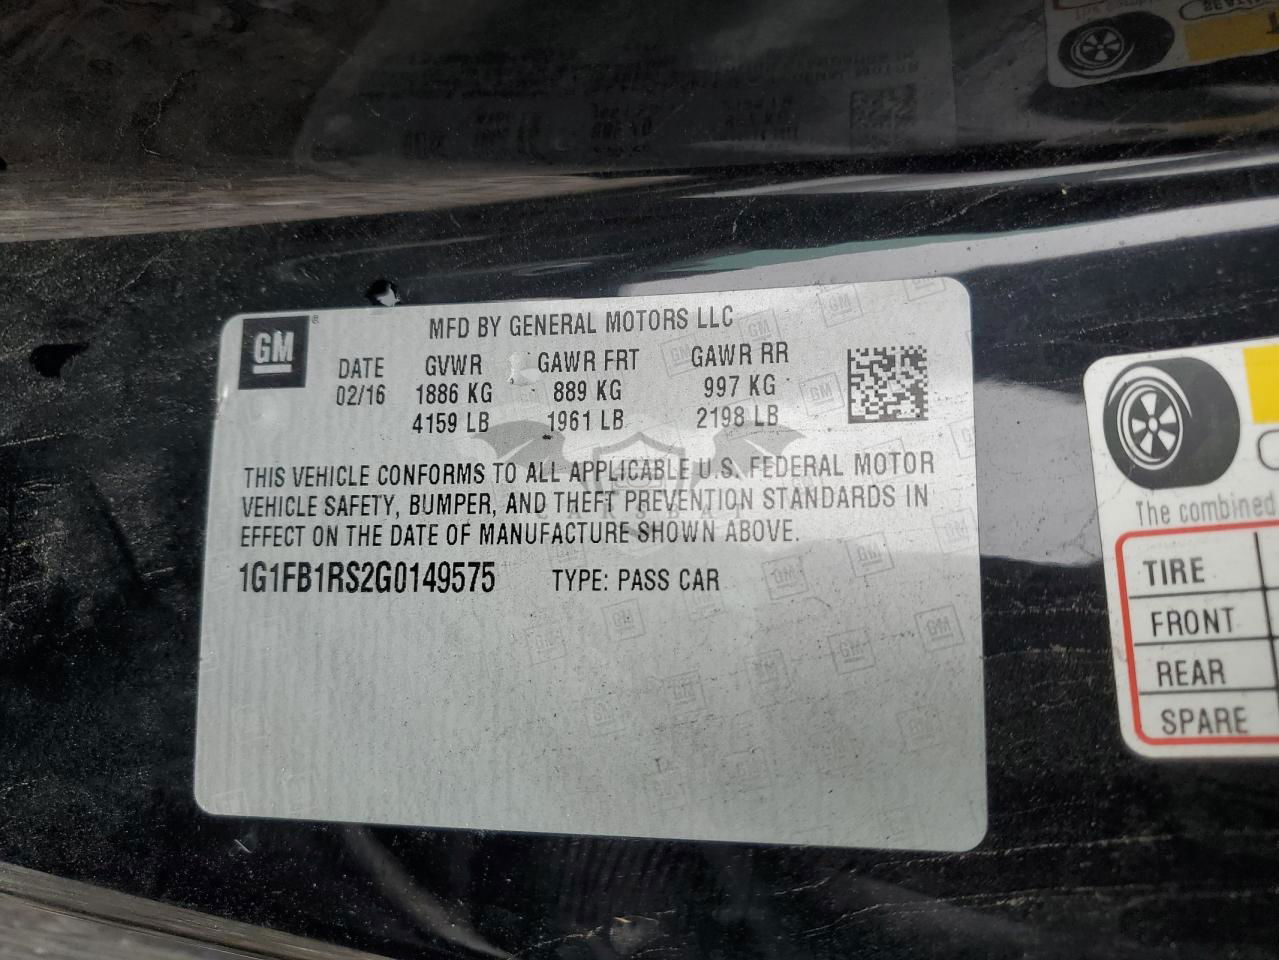 GM
MFD BY GENERAL MOTORS LLC
DATE GVWR GAWR FRT GAWR RR
02/16 1886 KG 889 KG 997 KG
4159 LB 1961 LB 2198 LB
THIS VEHICLE CONFORMS TO ALL APPLICABLE U.S. FEDERAL MOTOR
VEHICLE SAFETY, BUMPER, AND THEFT PREVENTION STANDARDS IN
EFFECT ON THE DATE OF MANUFACTURE SHOWN ABOVE.
1G1FB1RS2G0149575 TYPE: PASS CAR
CARSBAT
The combined
TIRE
FRONT
REAR
SPARE